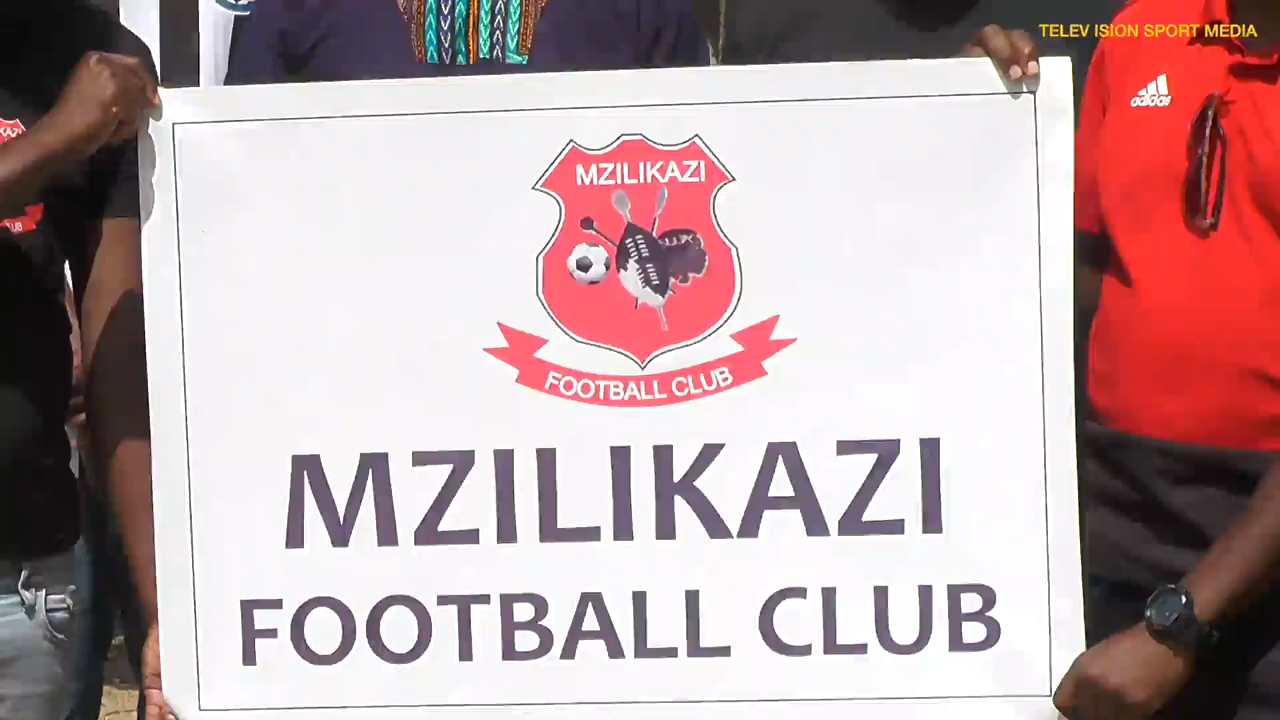 TELEV ISION SPORT MEDIA
adidas
MZILIKAZI
FOOTBALL CLUB
MZILIKAZI
FOOTBALL CLUB